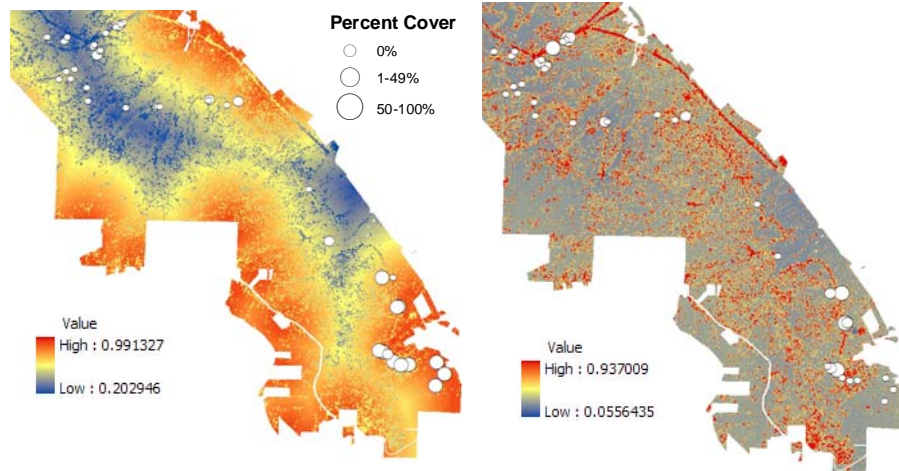 Percent Cover
0%
1-49%
50-100%
Value
High : 0.991327
Low : 0.202946
Value
High : 0.937009
Low : 0.0556435